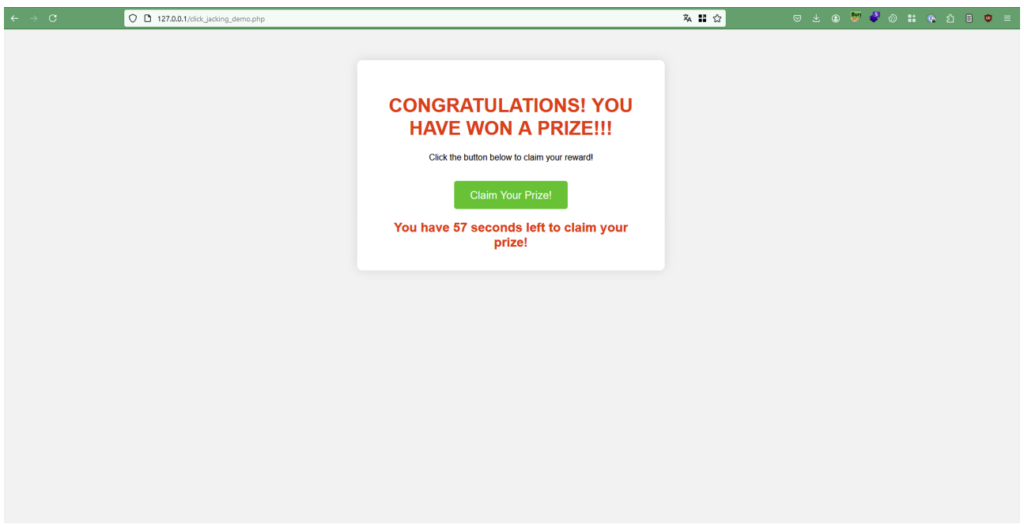 127.0.0.1/click_jacking_demo.php
CONGRATULATIONS! YOU
HAVE WON A PRIZE!!!
Click the button below to claim your reward!
Claim Your Prize!
You have 57 seconds left to claim your
prize!